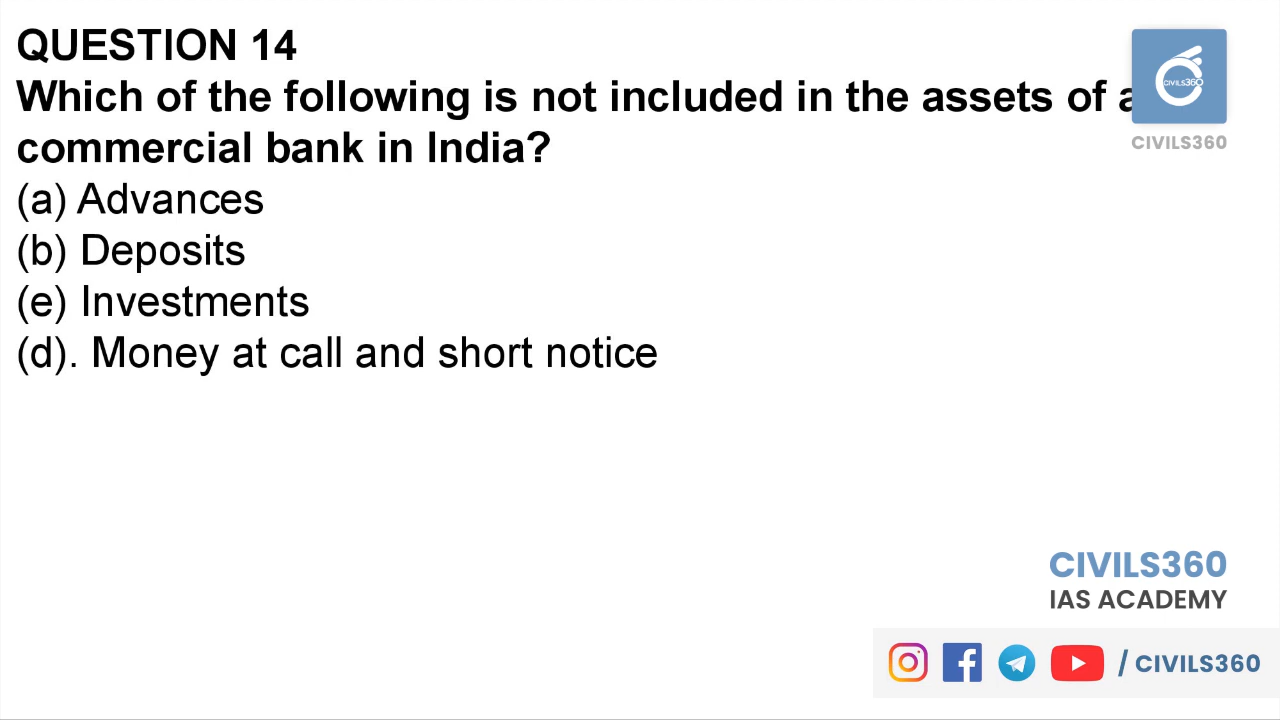 QUESTION 14
Which of the following is not included in the assets of a
commercial bank in India?
(a) Advances
(b) Deposits
(e) Investments
(d). Money at call and short notice
CIVILS360
CIVILS360
CIVILS360
IAS ACADEMY
/ CIVILS360